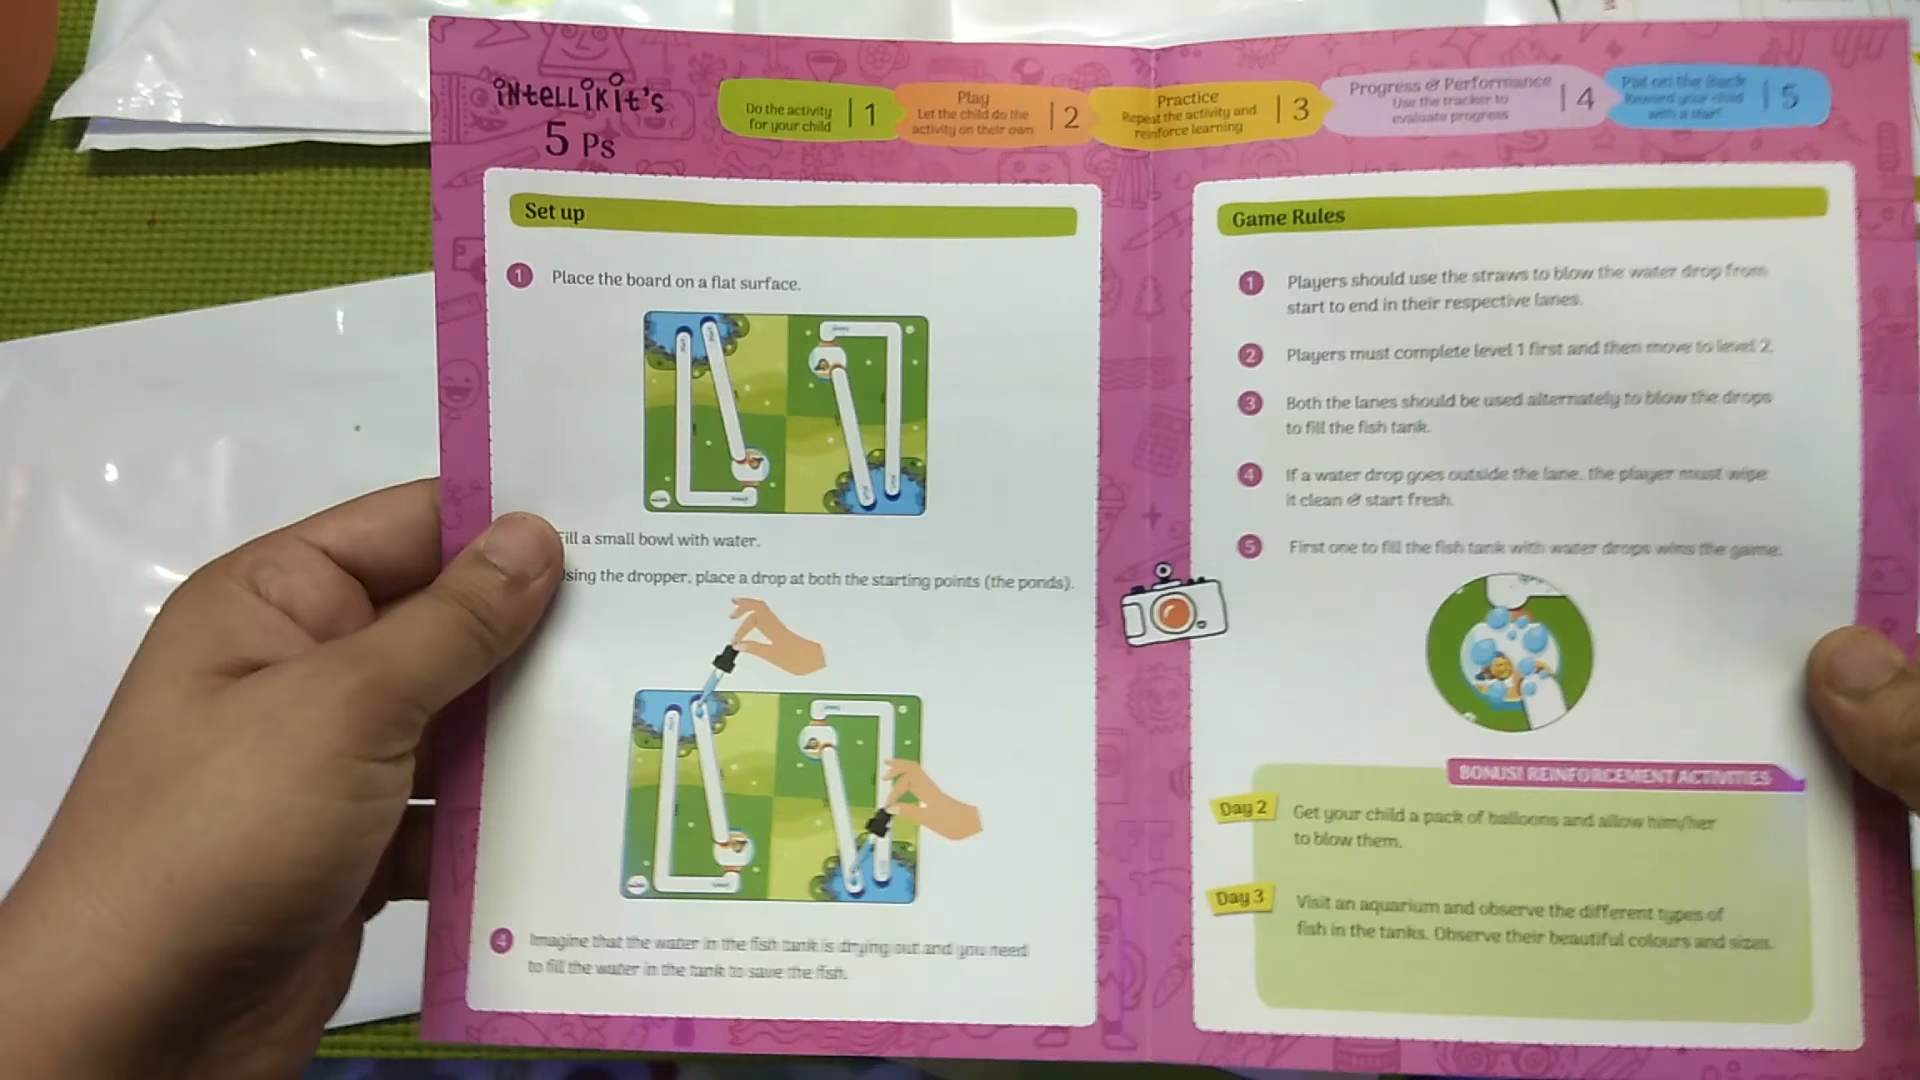 iNtELLiKit's
5 Ps
Do the activity
for your child
1
Play
Let the child do the
activity on their own
2
Practice
Repeat the activity and
reinforce learning
3
Progress & Performance
Use the tracker to
evaluate progress
4
Pat on the Back
Reward your child
with a star!
5
Set up
1 Place the board on a flat surface.
Fill a small bowl with water.
Using the dropper, place a drop at both the starting points (the ponds).
4 Imagine that the water in the fish tank is drying out and you need
to fill the water in the tank to save the fish.
Game Rules
1 Players should use the straws to blow the water drop from
start to end in their respective lanes.
2 Players must complete level 1 first and then move to level 2.
3 Both the lanes should be used alternately to blow the drops
to fill the fish tank.
4 If a water drop goes outside the lane, the player must wipe
it clean & start fresh.
5 First one to fill the fish tank with water drops wins the game.
BONUS! REINFORCEMENT ACTIVITIES
Day 2
Get your child a pack of balloons and allow him/her
to blow them.
Day 3
Visit an aquarium and observe the different types of
fish in the tanks. Observe their beautiful colours and sizes.